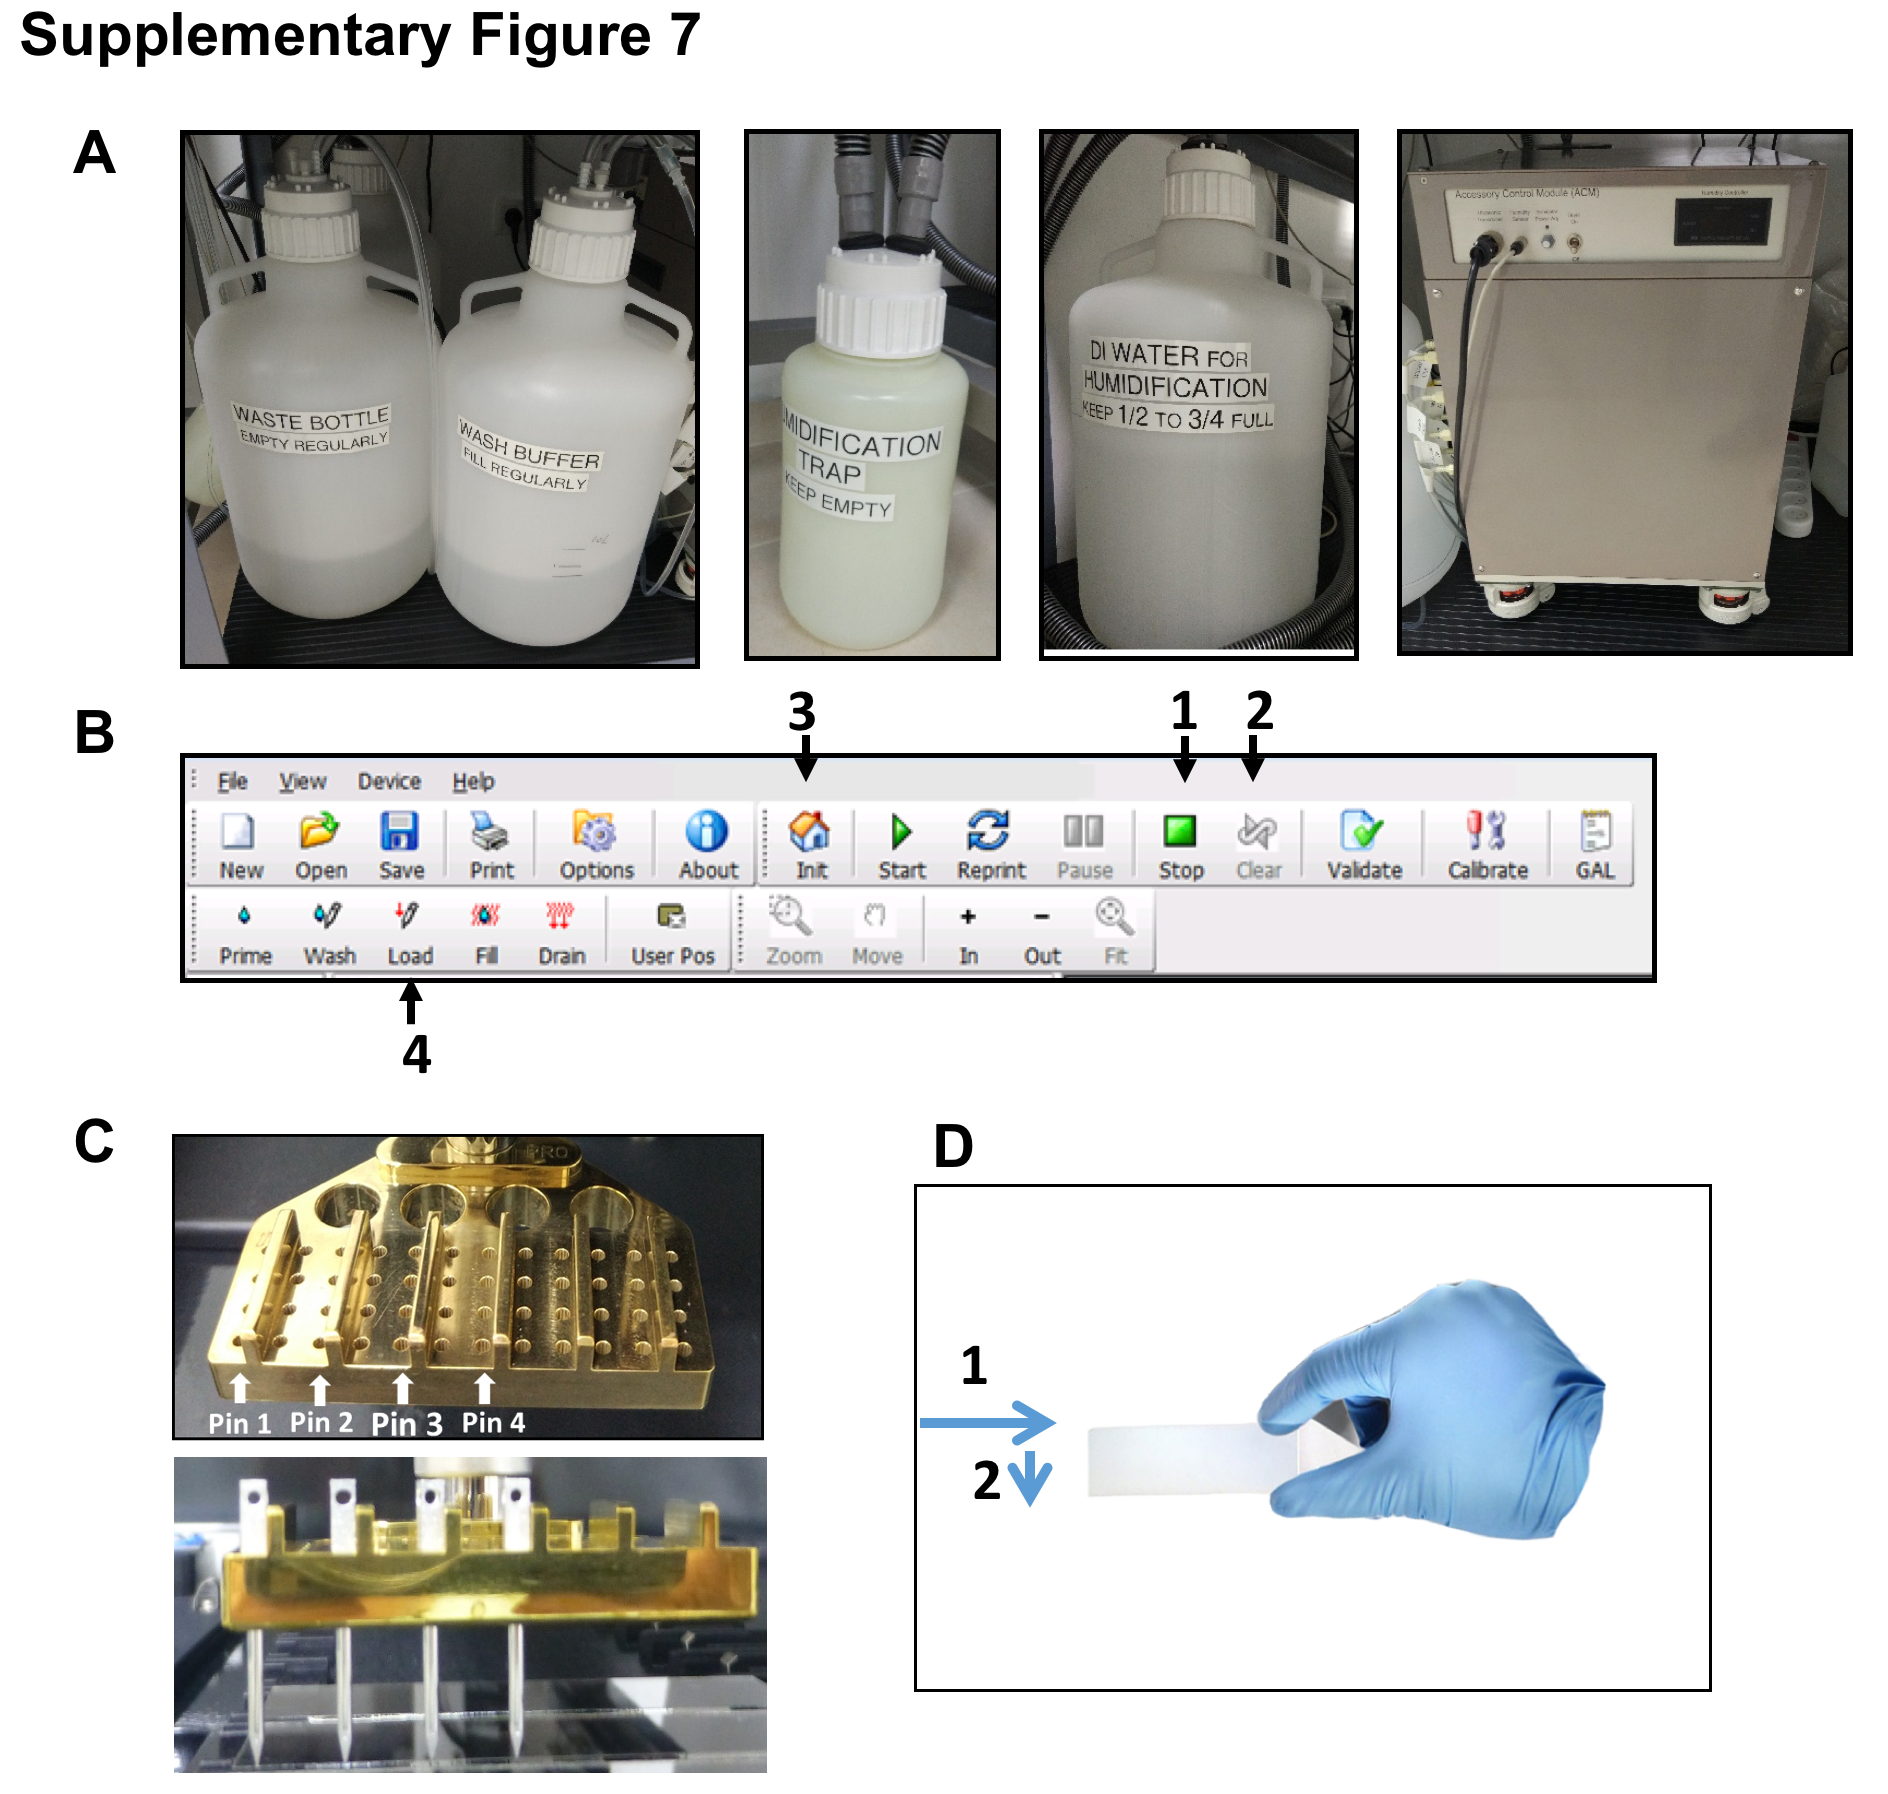 Supplementary Figure 7
A
WASTE BOTTLE
EMPTY REGULARLY
WASH BUFFER
FILL REGULARLY
MIDIFICATION
TRAP
KEEP EMPTY
DI WATER FOR
HUMIDIFICATION
KEEP 1/2 TO 3/4 FULL
Accessory Control Module (ACM)
Humidity Controller
B
3
1
2
File View Device Help
New Open Save Print Options About Init Start Reprint Pause Stop Clear Validate Calibrate GAL
Prime Wash Load Fill Drain User Pos Zoom Move In Out Fit
4
C
PRO
Pin 1 Pin 2 Pin 3 Pin 4
D
1
2